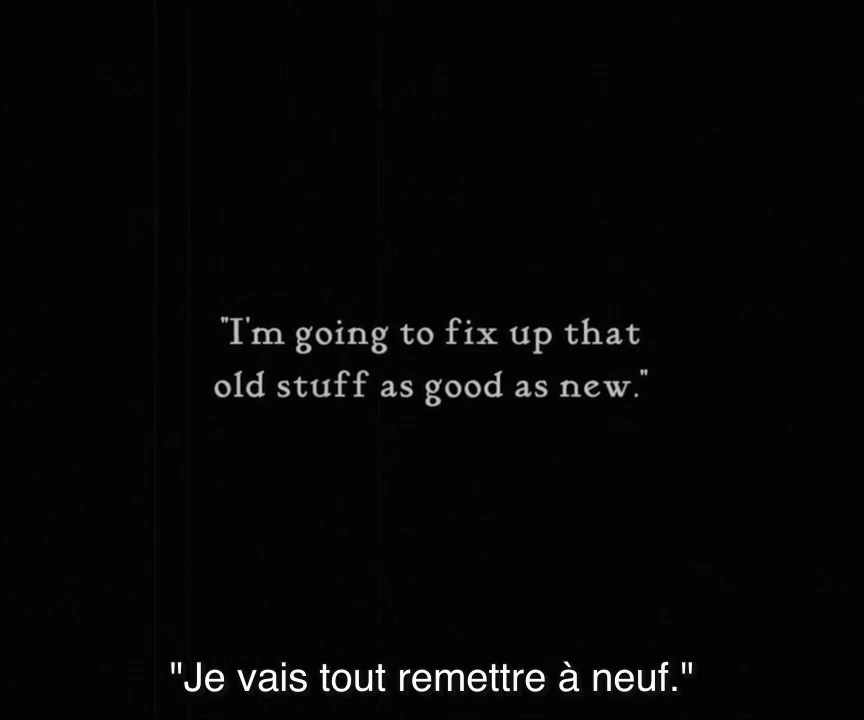 "I'm going to fix up that
old stuff as good as new."
"Je vais tout remettre à neuf."